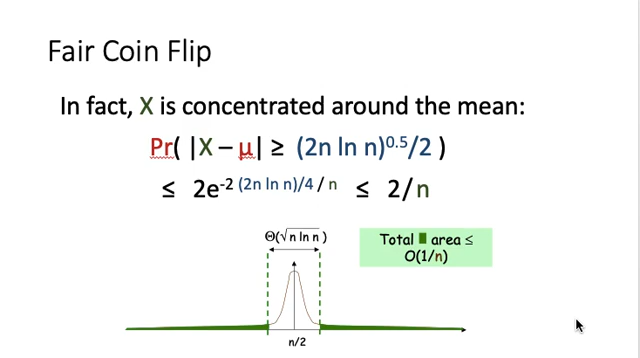 Fair Coin Flip
In fact, X is concentrated around the mean:
Pr( |X – μ| ≥ (2n ln n)^0.5/2 )
≤ 2e^-2 (2n ln n)/4 / n ≤ 2/n
Θ(√n ln n )
Total ■ area ≤
O(1/n)
n/2